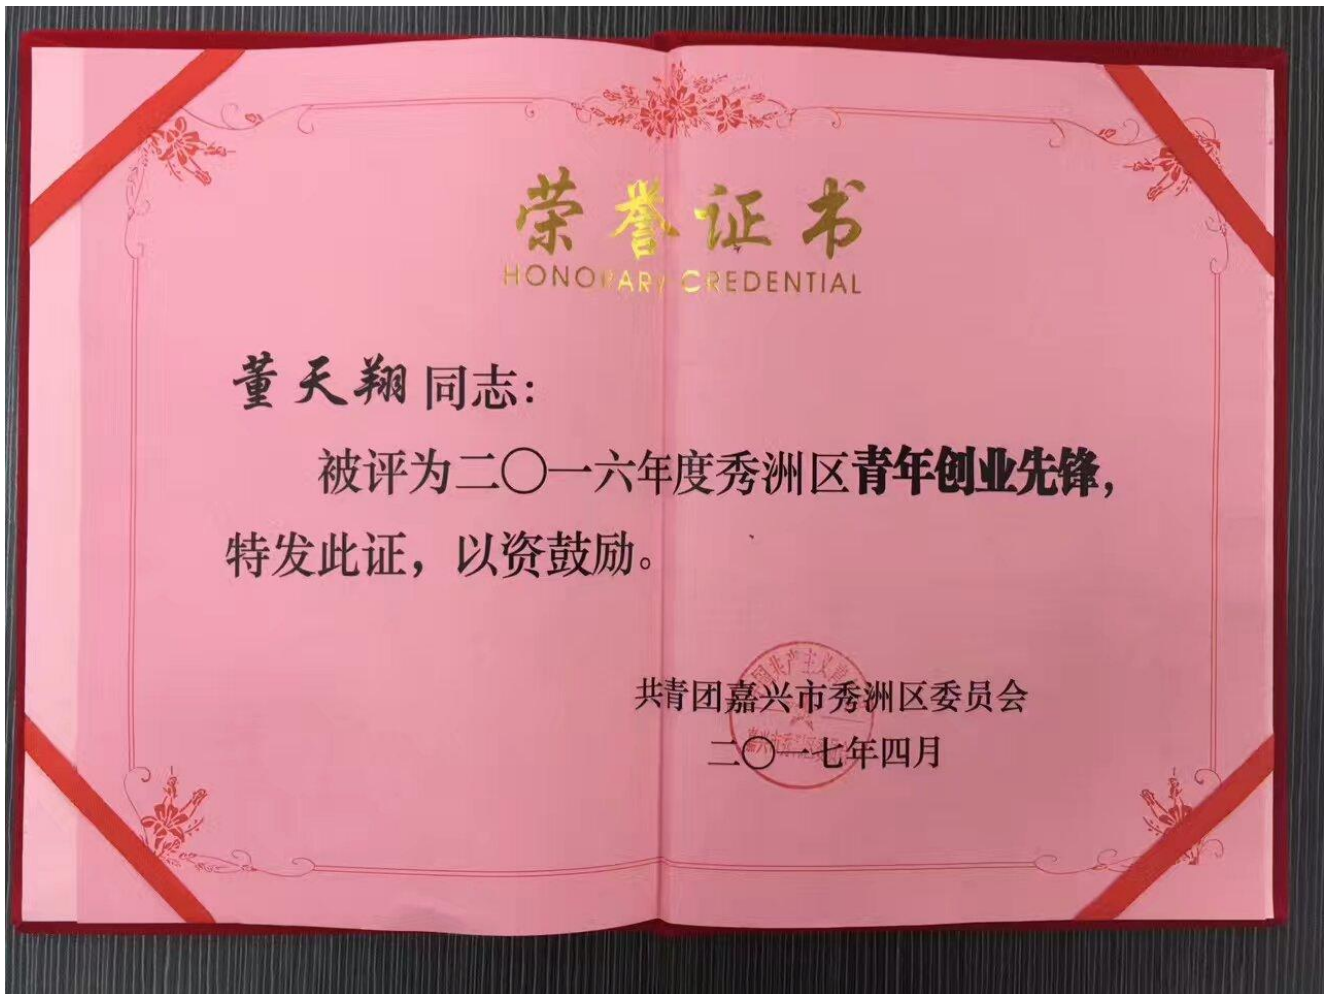 荣誉证书
HONORARY CREDENTIAL
董天翔同志：
被评为二〇一六年度秀洲区青年创业先锋，
特发此证，以资鼓励。
共青团嘉兴市秀洲区委员会
二〇一七年四月